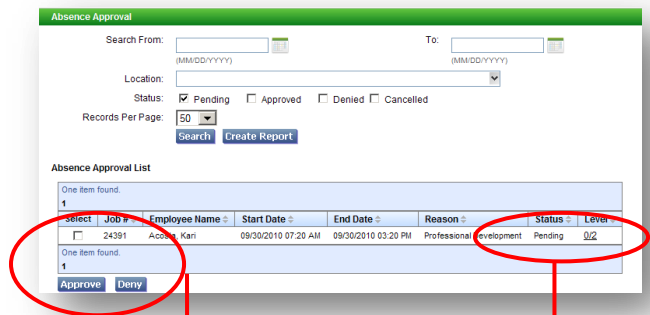 Absence Approval
Search From: To:
(MM/DD/YYYY) (MM/DD/YYYY)
Location:
Status: Pending Approved Denied Cancelled
Records Per Page: 50
Search Create Report
Absence Approval List
One item found.
1
Select Job # Employee Name Start Date End Date Reason Status Level
24391 Acosta, Kari 09/30/2010 07:20 AM 09/30/2010 03:20 PM Professional Development Pending 0/2
One item found.
1
Approve Deny